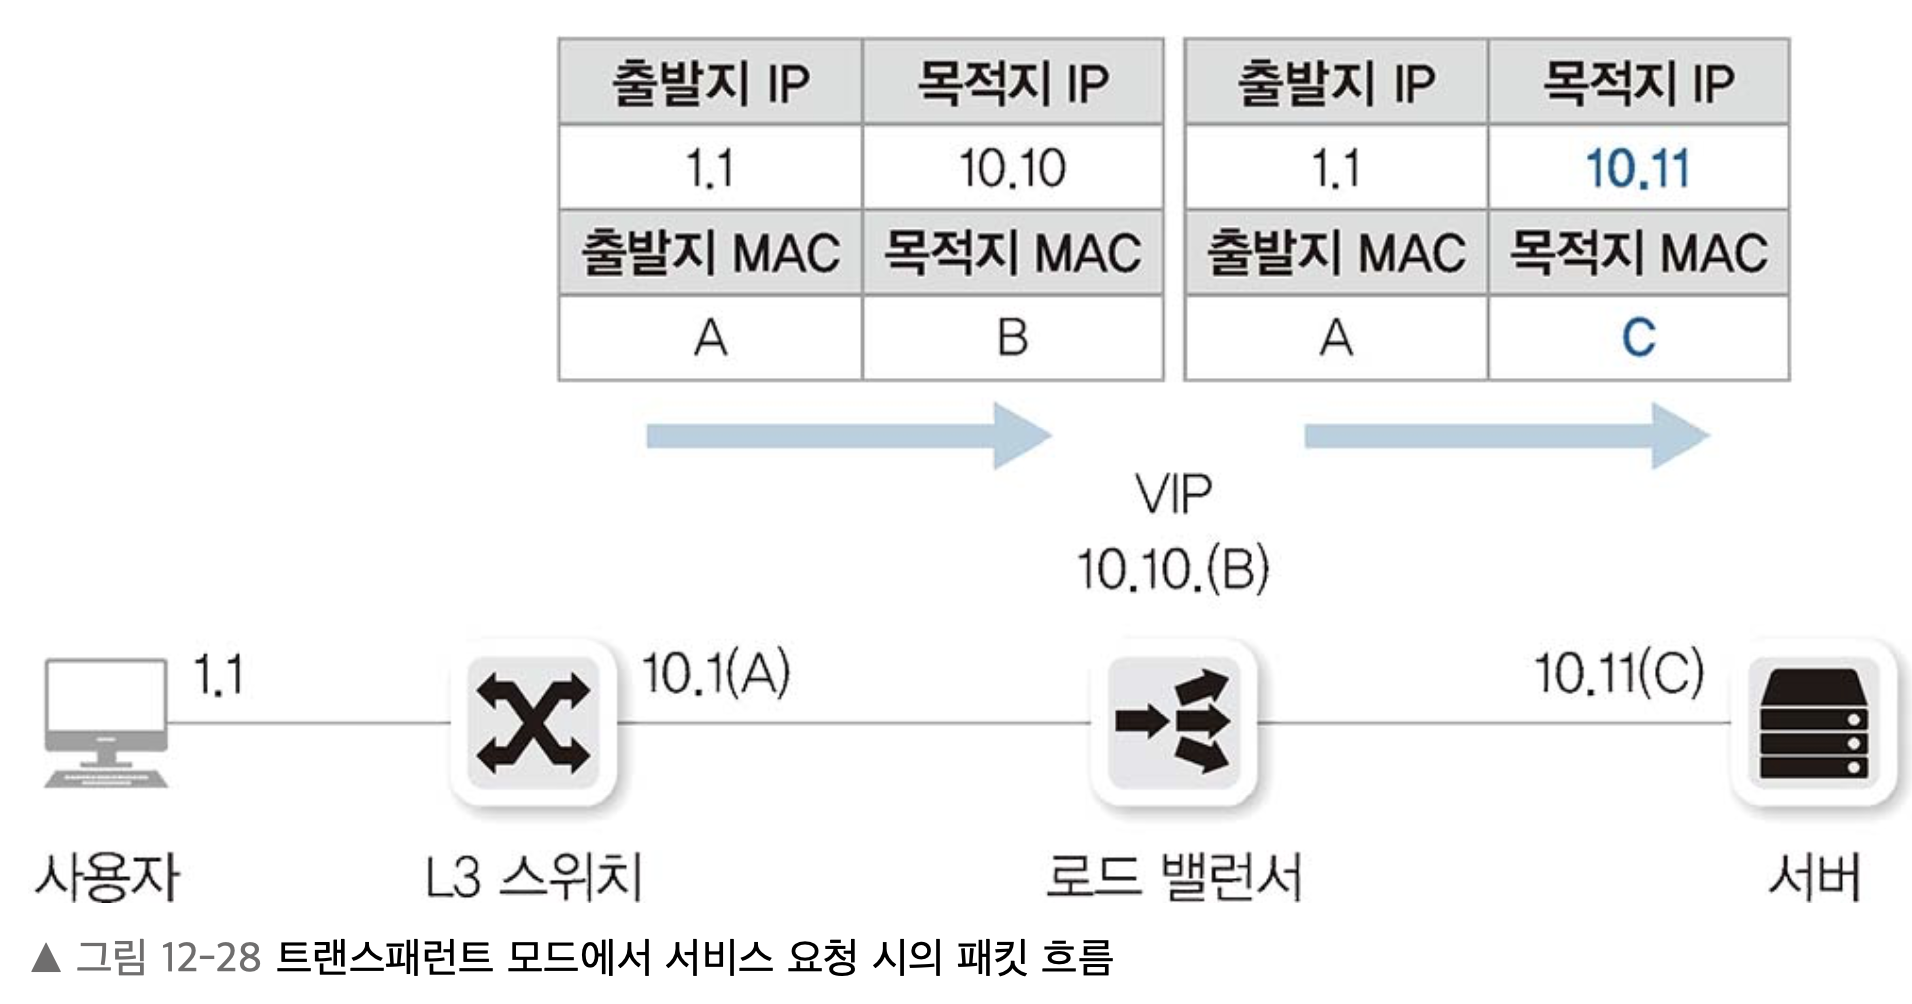 출발지 IP 목적지 IP 출발지 IP 목적지 IP
1.1 10.10 1.1 10.11
출발지 MAC 목적지 MAC 출발지 MAC 목적지 MAC
A B A C
VIP
10.10.(B)
1.1 10.1(A) 10.11(C)
사용자 L3 스위치 로드 밸런서 서버
▲ 그림 12-28 트랜스패런트 모드에서 서비스 요청 시의 패킷 흐름